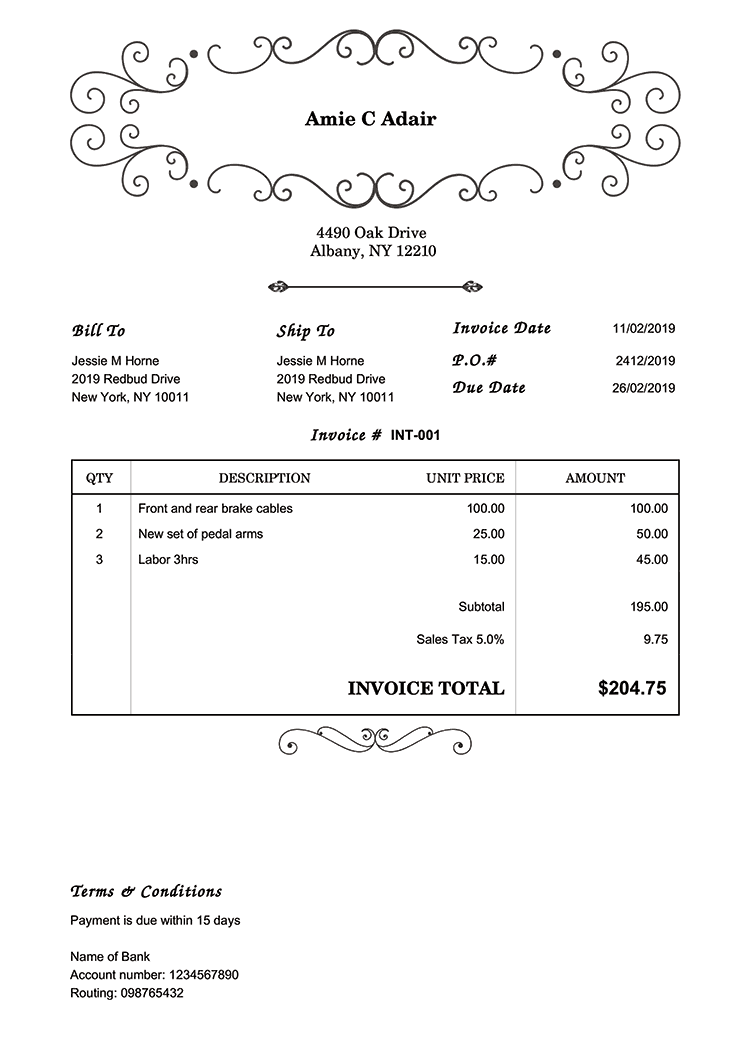 Amie C Adair
4490 Oak Drive
Albany, NY 12210
Bill To
Jessie M Horne
2019 Redbud Drive
New York, NY 10011
Ship To
Jessie M Horne
2019 Redbud Drive
New York, NY 10011
Invoice Date 11/02/2019
P.O.# 2412/2019
Due Date 26/02/2019
Invoice # INT-001
QTY DESCRIPTION UNIT PRICE AMOUNT
1 Front and rear brake cables 100.00 100.00
2 New set of pedal arms 25.00 50.00
3 Labor 3hrs 15.00 45.00
Subtotal 195.00
Sales Tax 5.0% 9.75
INVOICE TOTAL $204.75
Terms & Conditions
Payment is due within 15 days
Name of Bank
Account number: 1234567890
Routing: 098765432